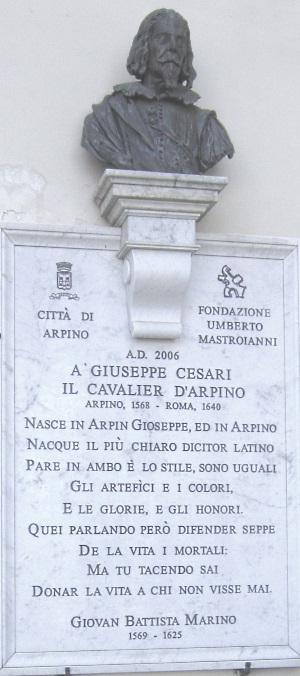 CITTÀ DI
ARPINO
FONDAZIONE
UMBERTO
MASTROIANNI
A.D. 2006
A GIUSEPPE CESARI
IL CAVALIER D'ARPINO
ARPINO, 1568 - ROMA, 1640
NASCE IN ARPIN GIOSEPPE, ED IN ARPINO
NACQUE IL PIÙ CHIARO DICITOR LATINO
PARE IN AMBO È LO STILE, SONO UGUALI
GLI ARTEFÌCI E I COLORI,
E LE GLORIE, E GLI HONORI.
QUEI PARLANDO PERÒ DIFENDER SEPPE
DE LA VITA I MORTALI:
MA TU TACENDO SAI
DONAR LA VITA A CHI NON VISSE MAI.
GIOVAN BATTISTA MARINO
1569 - 1625